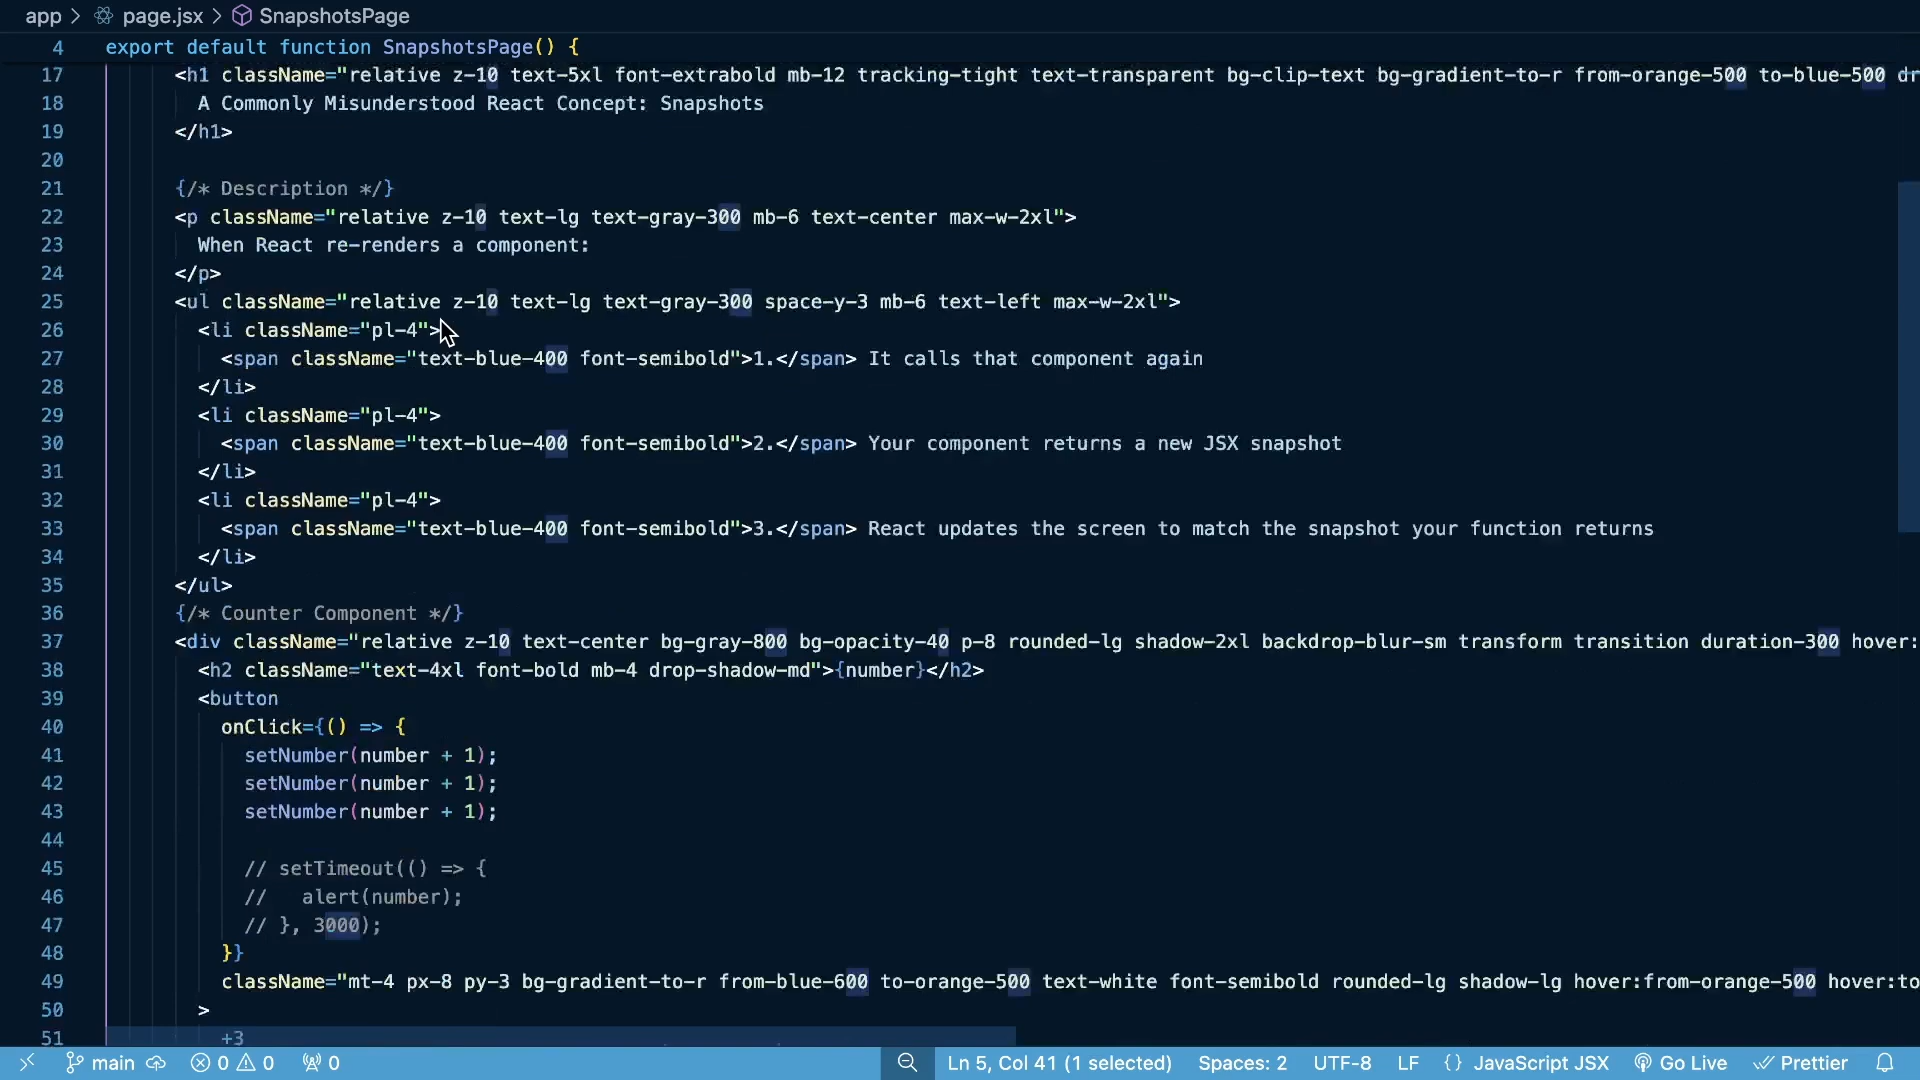 app > page.jsx > SnapshotsPage
4 export default function SnapshotsPage() {
17 <h1 className="relative z-10 text-5xl font-extrabold mb-12 tracking-tight text-transparent bg-clip-text bg-gradient-to-r from-orange-500 to-blue-500 dr
18 A Commonly Misunderstood React Concept: Snapshots
19 </h1>
20
21 {/* Description */}
22 <p className="relative z-10 text-lg text-gray-300 mb-6 text-center max-w-2xl">
23 When React re-renders a component:
24 </p>
25 <ul className="relative z-10 text-lg text-gray-300 space-y-3 mb-6 text-left max-w-2xl">
26 <li className="pl-4">
27 <span className="text-blue-400 font-semibold">1.</span> It calls that component again
28 </li>
29 <li className="pl-4">
30 <span className="text-blue-400 font-semibold">2.</span> Your component returns a new JSX snapshot
31 </li>
32 <li className="pl-4">
33 <span className="text-blue-400 font-semibold">3.</span> React updates the screen to match the snapshot your function returns
34 </li>
35 </ul>
36 {/* Counter Component */}
37 <div className="relative z-10 text-center bg-gray-800 bg-opacity-40 p-8 rounded-lg shadow-2xl backdrop-blur-sm transform transition duration-300 hover:
38 <h2 className="text-4xl font-bold mb-4 drop-shadow-md">{number}</h2>
39 <button
40 onClick={() => {
41 setNumber(number + 1);
42 setNumber(number + 1);
43 setNumber(number + 1);
44
45 // setTimeout(() => {
46 // alert(number);
47 // }, 3000);
48 }}
49 className="mt-4 px-8 py-3 bg-gradient-to-r from-blue-600 to-orange-500 text-white font-semibold rounded-lg shadow-lg hover:from-orange-500 hover:to
50 >
51 +3
main 0 0 0 Ln 5, Col 41 (1 selected) Spaces: 2 UTF-8 LF {} JavaScript JSX Go Live Prettier